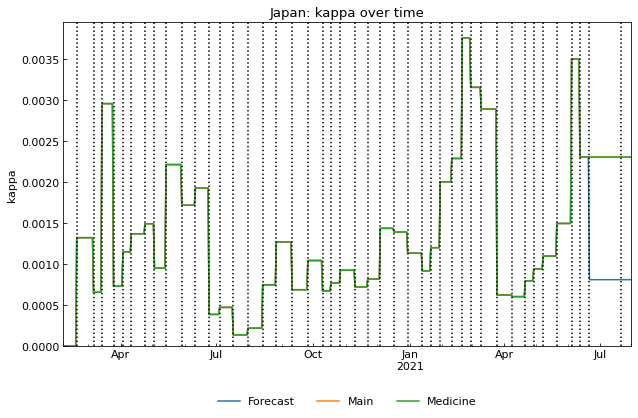 Japan: kappa over time
kappa
0.0035
0.0030
0.0025
0.0020
0.0015
0.0010
0.0005
0.0000
Apr Jul Oct Jan Apr Jul
2021
Forecast Main Medicine